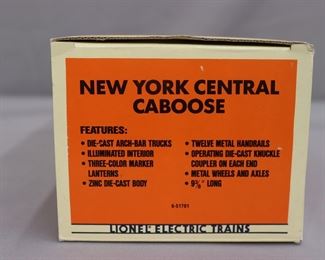 NEW YORK CENTRAL
CABOOSE
FEATURES:
• DIE-CAST ARCH-BAR TRUCKS
• ILLUMINATED INTERIOR
• THREE-COLOR MARKER
LANTERNS
• ZINC DIE-CAST BODY
• TWELVE METAL HANDRAILS
• OPERATING DIE-CAST KNUCKLE
COUPLER ON EACH END
• METAL WHEELS AND AXLES
• 9⅜" LONG
6-51701
LIONEL ELECTRIC TRAINS